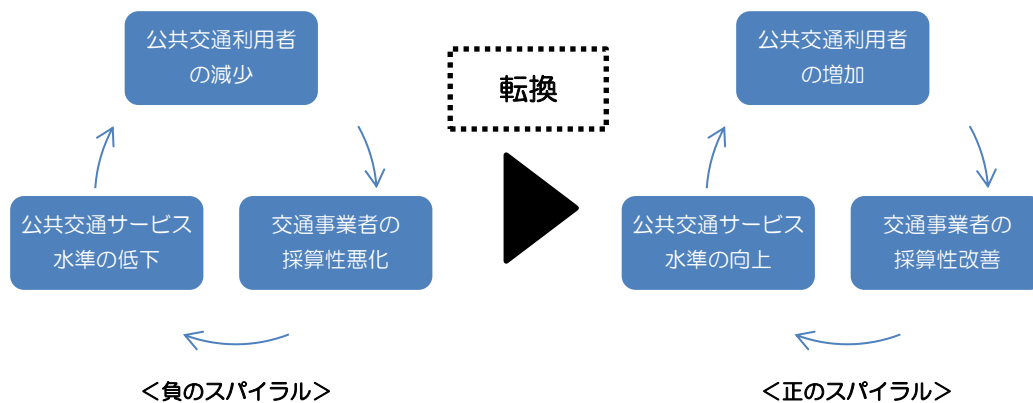 公共交通利用者
の減少
公共交通サービス
水準の低下
交通事業者の
採算性悪化
＜負のスパイラル＞
転換
公共交通利用者
の増加
公共交通サービス
水準の向上
交通事業者の
採算性改善
＜正のスパイラル＞